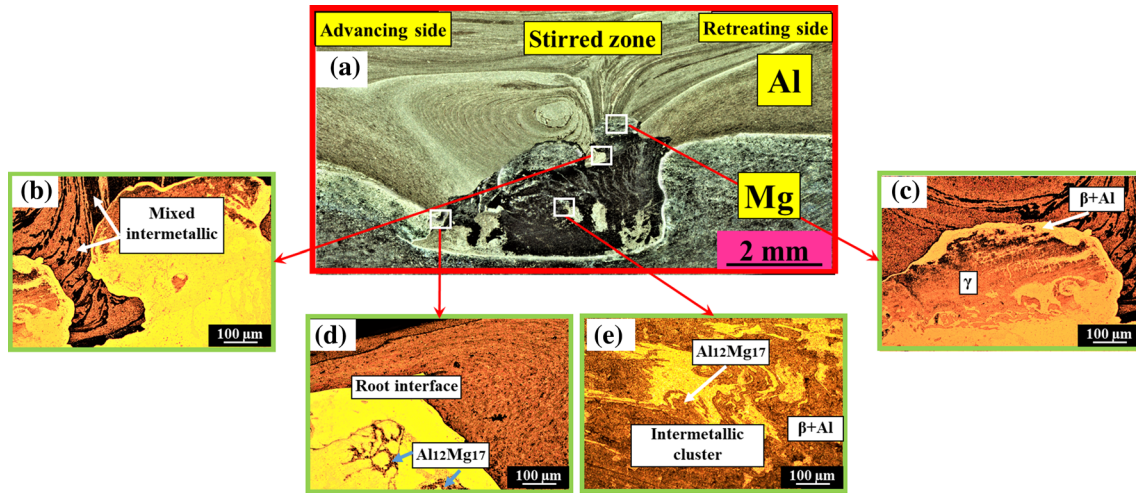 Advancing side
Stirred zone
Retreating side
(a)
Al
Mg
2 mm
(b)
Mixed
intermetallic
100 µm
(c)
β+Al
γ
100 µm
(d)
Root interface
Al12Mg17
100 µm
(e)
Al12Mg17
β+Al
Intermetallic
cluster
100 µm